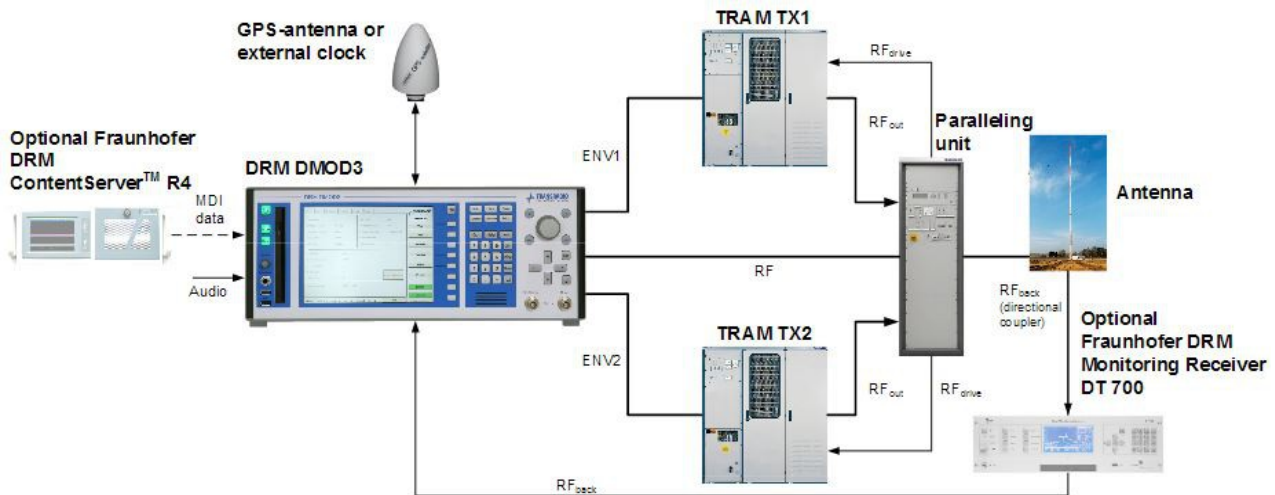 TRAM TX1
GPS-antenna or
external clock
RFdrive
Optional Fraunhofer
DRM
ContentServer™ R4
DRM DMOD3
ENV1
RFout
Paralleling
unit
MDI
data
TRANSRADIO
Antenna
Audio
RF
RFback
(directional
coupler)
TRAM TX2
ENV2
Optional
Fraunhofer DRM
Monitoring Receiver
DT 700
RFout
RFdrive
RFback